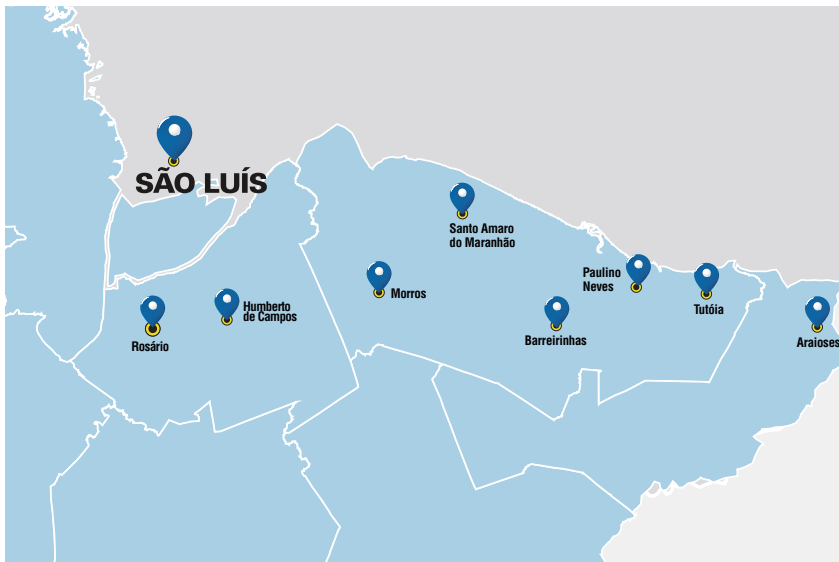 SÃO LUÍS
Santo Amaro
do Maranhão
Paulino
Neves
Morros
Humberto
de Campos
Tutóia
Rosário
Barreirinhas
Araioses